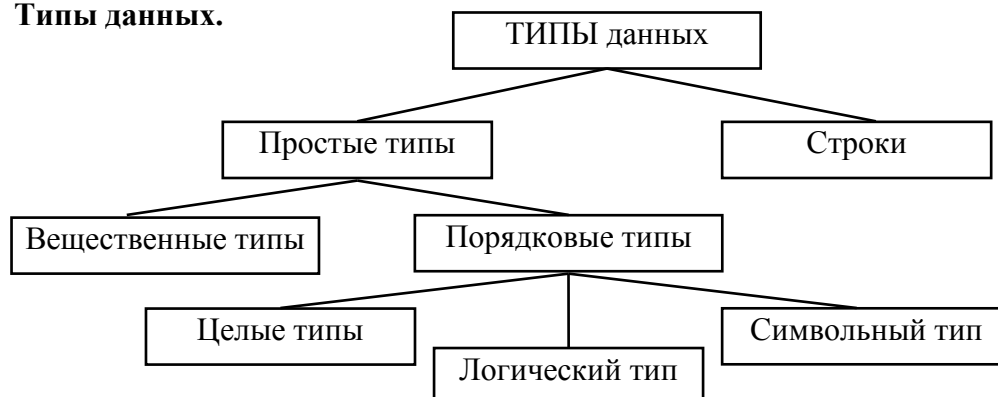 Типы данных.
ТИПЫ данных
Простые типы
Строки
Вещественные типы
Порядковые типы
Целые типы
Логический тип
Символьный тип